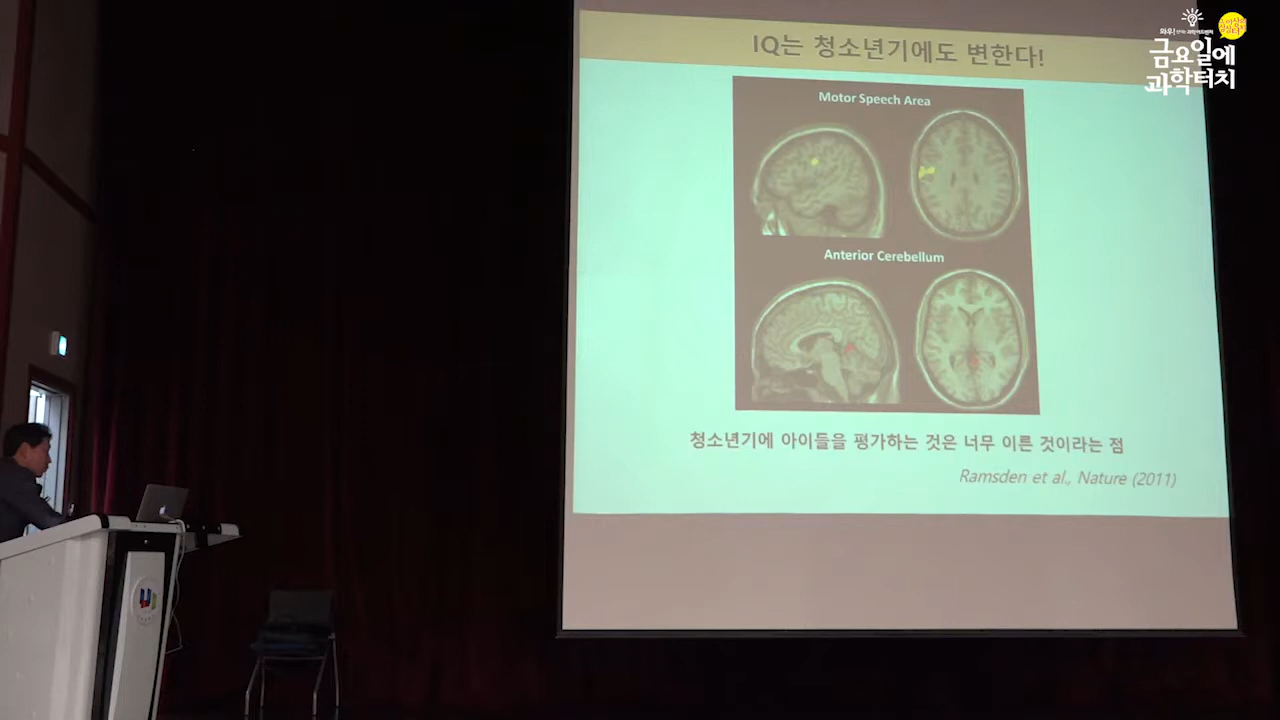 IQ는 청소년기에도 변한다!
금요일에
과학터치
Motor Speech Area
Anterior Cerebellum
청소년기에 아이들을 평가하는 것은 너무 이른 것이라는 점
Ramsden et al., Nature (2011)